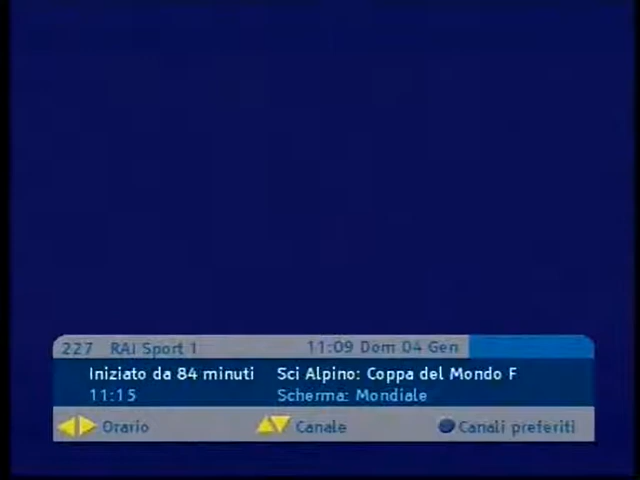 227 RAI Sport 1 11:09 Dom 04 Gen
Iniziato da 84 minuti Sci Alpino: Coppa del Mondo F
11:15 Scherma: Mondiale
Orario Canale Canali preferiti